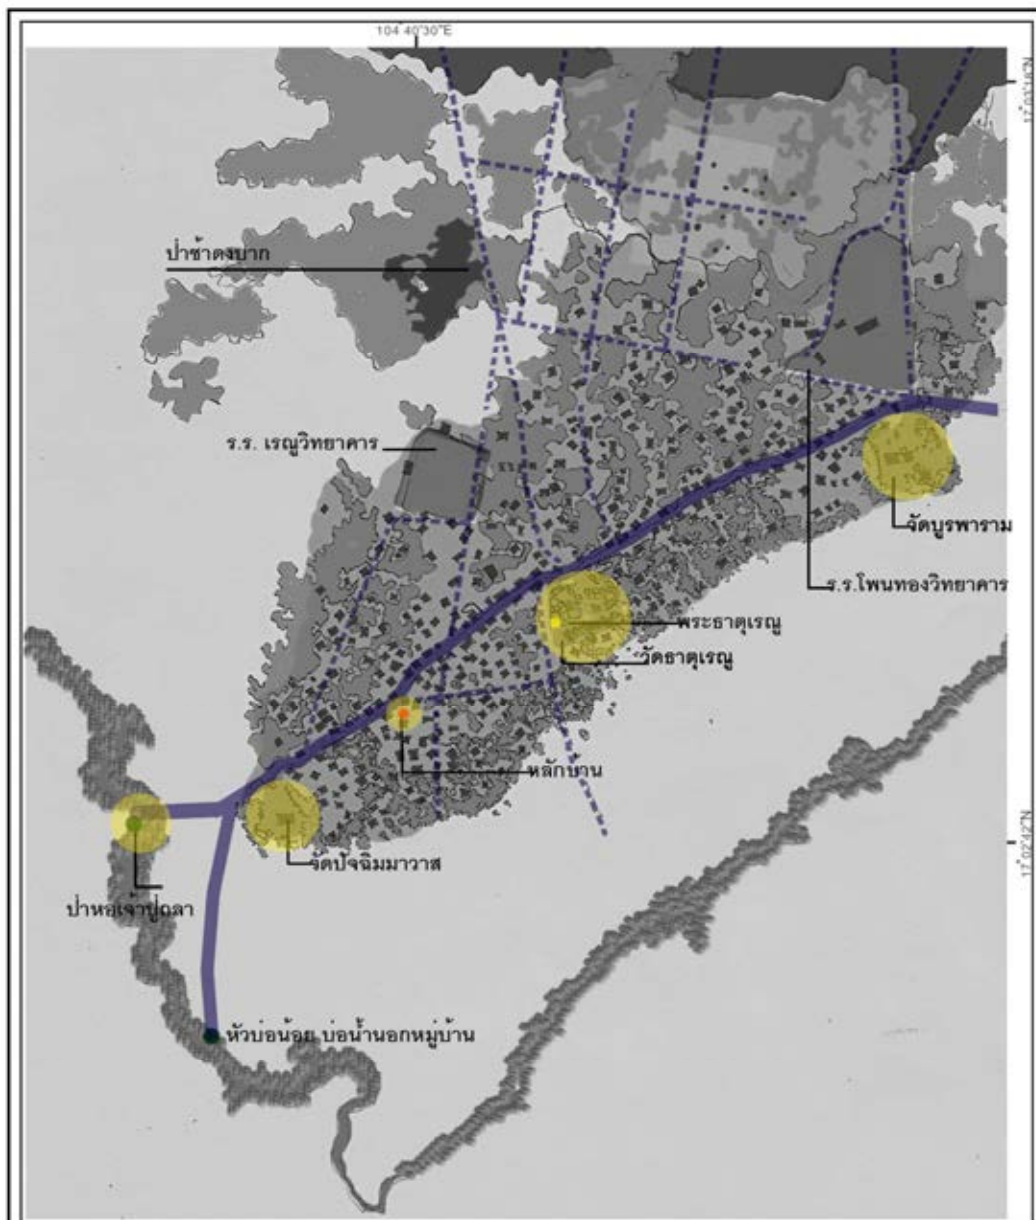 104°40'30"E
17°03'10"N
ป่าช้าดงบาก
ร.ร. เรณูวิทยาคาร
วัดบูรพาราม
ร.ร.โพนทองวิทยาคาร
พระธาตุเรณู
วัดธาตุเรณู
หลักบ้าน
17°02'42"N
วัดปัจฉิมมาวาส
ป่าหอเจ้าปู่ถลา
หัวบ่อน้อย บ่อน้ำนอกหมู่บ้าน